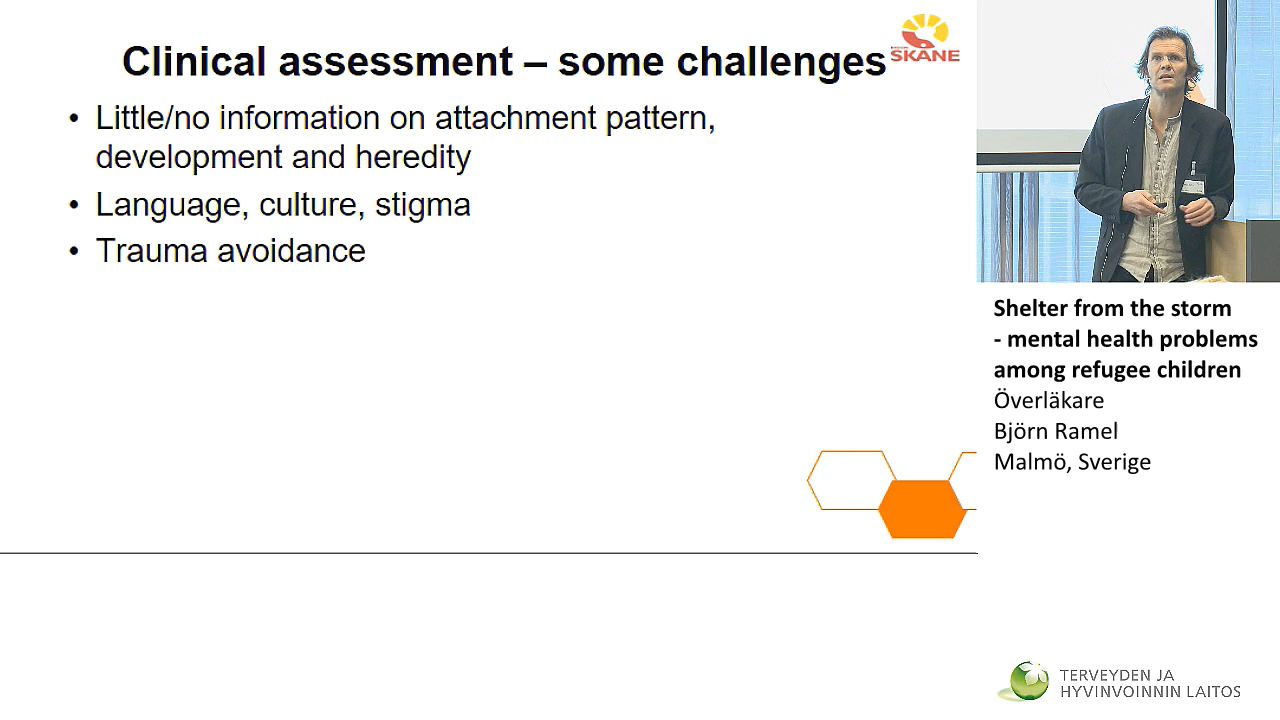 Clinical assessment – some challenges
SKÅNE
• Little/no information on attachment pattern,
development and heredity
• Language, culture, stigma
• Trauma avoidance
Shelter from the storm
- mental health problems
among refugee children
Överläkare
Björn Ramel
Malmö, Sverige
TERVEYDEN JA
HYVINVOINNIN LAITOS